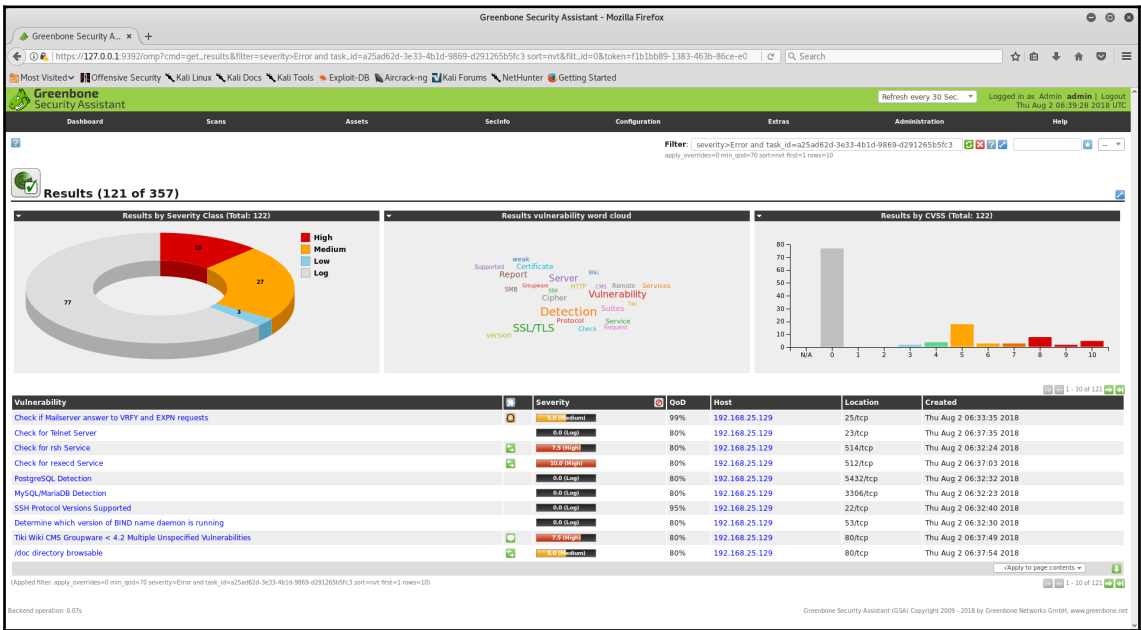 Greenbone Security Assistant - Mozilla Firefox
Greenbone Security A... × +
https://127.0.0.1:9392/omp?cmd=get_results&filter=severity>Error and task_id=a25ad62d-3e33-4b1d-9869-d291265b5fc3 sort=nvt&filt_id=0&token=f1b1bb89-1383-463b-86ce-e0 Search
Most Visited Offensive Security Kali Linux Kali Docs Kali Tools Exploit-DB Aircrack-ng Kali Forums NetHunter Getting Started
Greenbone
Security Assistant
Refresh every 30 Sec.
Logged in as Admin admin | Logout
Thu Aug 2 06:39:28 2018 UTC
Dashboard Scans Assets SecInfo Configuration Extras Administration Help
Filter: severity>Error and task_id=a25ad62d-3e33-4b1d-9869-d291265b5fc3 --
apply_overrides=0 min_qod=70 sort=nvt first=1 rows=10
Results (121 of 357)
Results by Severity Class (Total: 122)
High
Medium
Low
Log
27
3
77
Results vulnerability word cloud
weak
Supported Certificate
Report Server Wiki
SMB Groupware SSH HTTP CMS Remote Services
Cipher Vulnerability
Tiki
Detection Suites
Protocol Service
SSL/TLS Check Request
version
Results by CVSS (Total: 122)
80
70
60
50
40
30
20
10
0
N/A 0 1 2 3 4 5 6 7 8 9 10
1 - 10 of 121
Vulnerability Severity QoD Host Location Created
Check if Mailserver answer to VRFY and EXPN requests 5.0 (Medium) 99% 192.168.25.129 25/tcp Thu Aug 2 06:33:35 2018
Check for Telnet Server 0.0 (Log) 80% 192.168.25.129 23/tcp Thu Aug 2 06:37:35 2018
Check for rsh Service 7.5 (High) 80% 192.168.25.129 514/tcp Thu Aug 2 06:32:24 2018
Check for rexecd Service 10.0 (High) 80% 192.168.25.129 512/tcp Thu Aug 2 06:37:03 2018
PostgreSQL Detection 0.0 (Log) 80% 192.168.25.129 5432/tcp Thu Aug 2 06:32:32 2018
MySQL/MariaDB Detection 0.0 (Log) 80% 192.168.25.129 3306/tcp Thu Aug 2 06:32:23 2018
SSH Protocol Versions Supported 0.0 (Log) 95% 192.168.25.129 22/tcp Thu Aug 2 06:32:40 2018
Determine which version of BIND name daemon is running 0.0 (Log) 80% 192.168.25.129 53/tcp Thu Aug 2 06:32:30 2018
Tiki Wiki CMS Groupware < 4.2 Multiple Unspecified Vulnerabilities 7.5 (High) 80% 192.168.25.129 80/tcp Thu Aug 2 06:37:49 2018
/doc directory browsable 5.0 (Medium) 80% 192.168.25.129 80/tcp Thu Aug 2 06:37:54 2018
√Apply to page contents
(Applied filter: apply_overrides=0 min_qod=70 severity>Error and task_id=a25ad62d-3e33-4b1d-9869-d291265b5fc3 sort=nvt first=1 rows=10) 1 - 10 of 121
Backend operation: 0.07s Greenbone Security Assistant (GSA) Copyright 2009 - 2018 by Greenbone Networks GmbH, www.greenbone.net